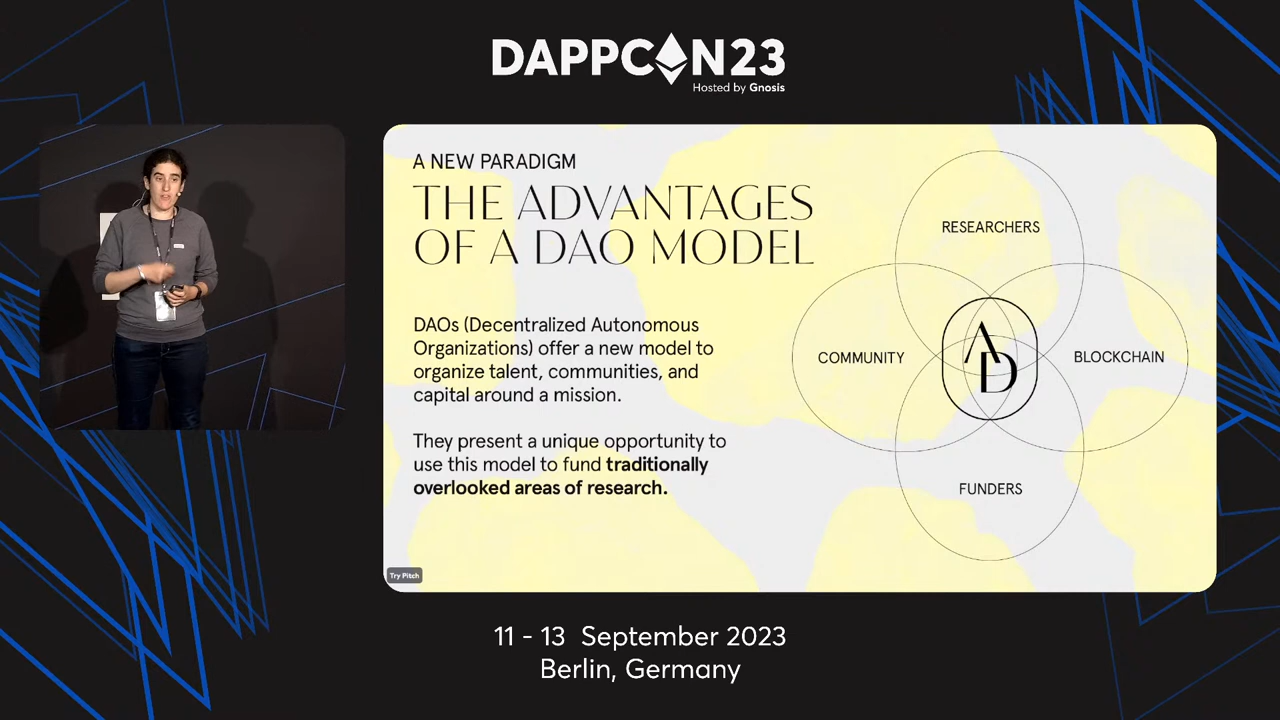 DAPPCON23
Hosted by Gnosis
A NEW PARADIGM
THE ADVANTAGES
OF A DAO MODEL
DAOs (Decentralized Autonomous
Organizations) offer a new model to
organize talent, communities, and
capital around a mission.
They present a unique opportunity to
use this model to fund traditionally
overlooked areas of research.
RESEARCHERS
COMMUNITY
AD
BLOCKCHAIN
FUNDERS
Try Pitch
11 - 13 September 2023
Berlin, Germany